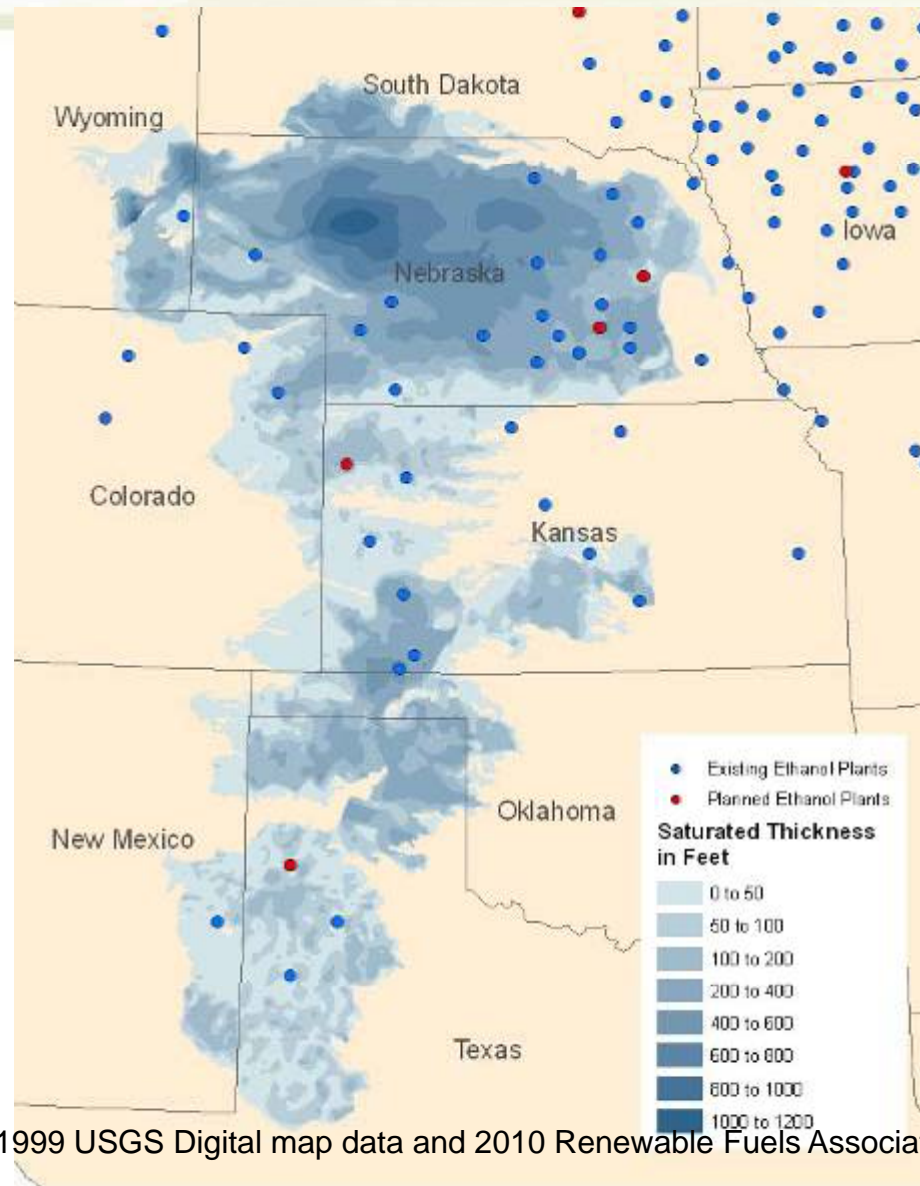 South Dakota
Wyoming
Iowa
Nebraska
Colorado
Kansas
Existing Ethanol Plants
Planned Ethanol Plants
Oklahoma
New Mexico
Saturated Thickness
in Feet
0 to 50
50 to 100
100 to 200
200 to 400
400 to 600
600 to 800
800 to 1000
1000 to 1200
Texas
1999 USGS Digital map data and 2010 Renewable Fuels Associa